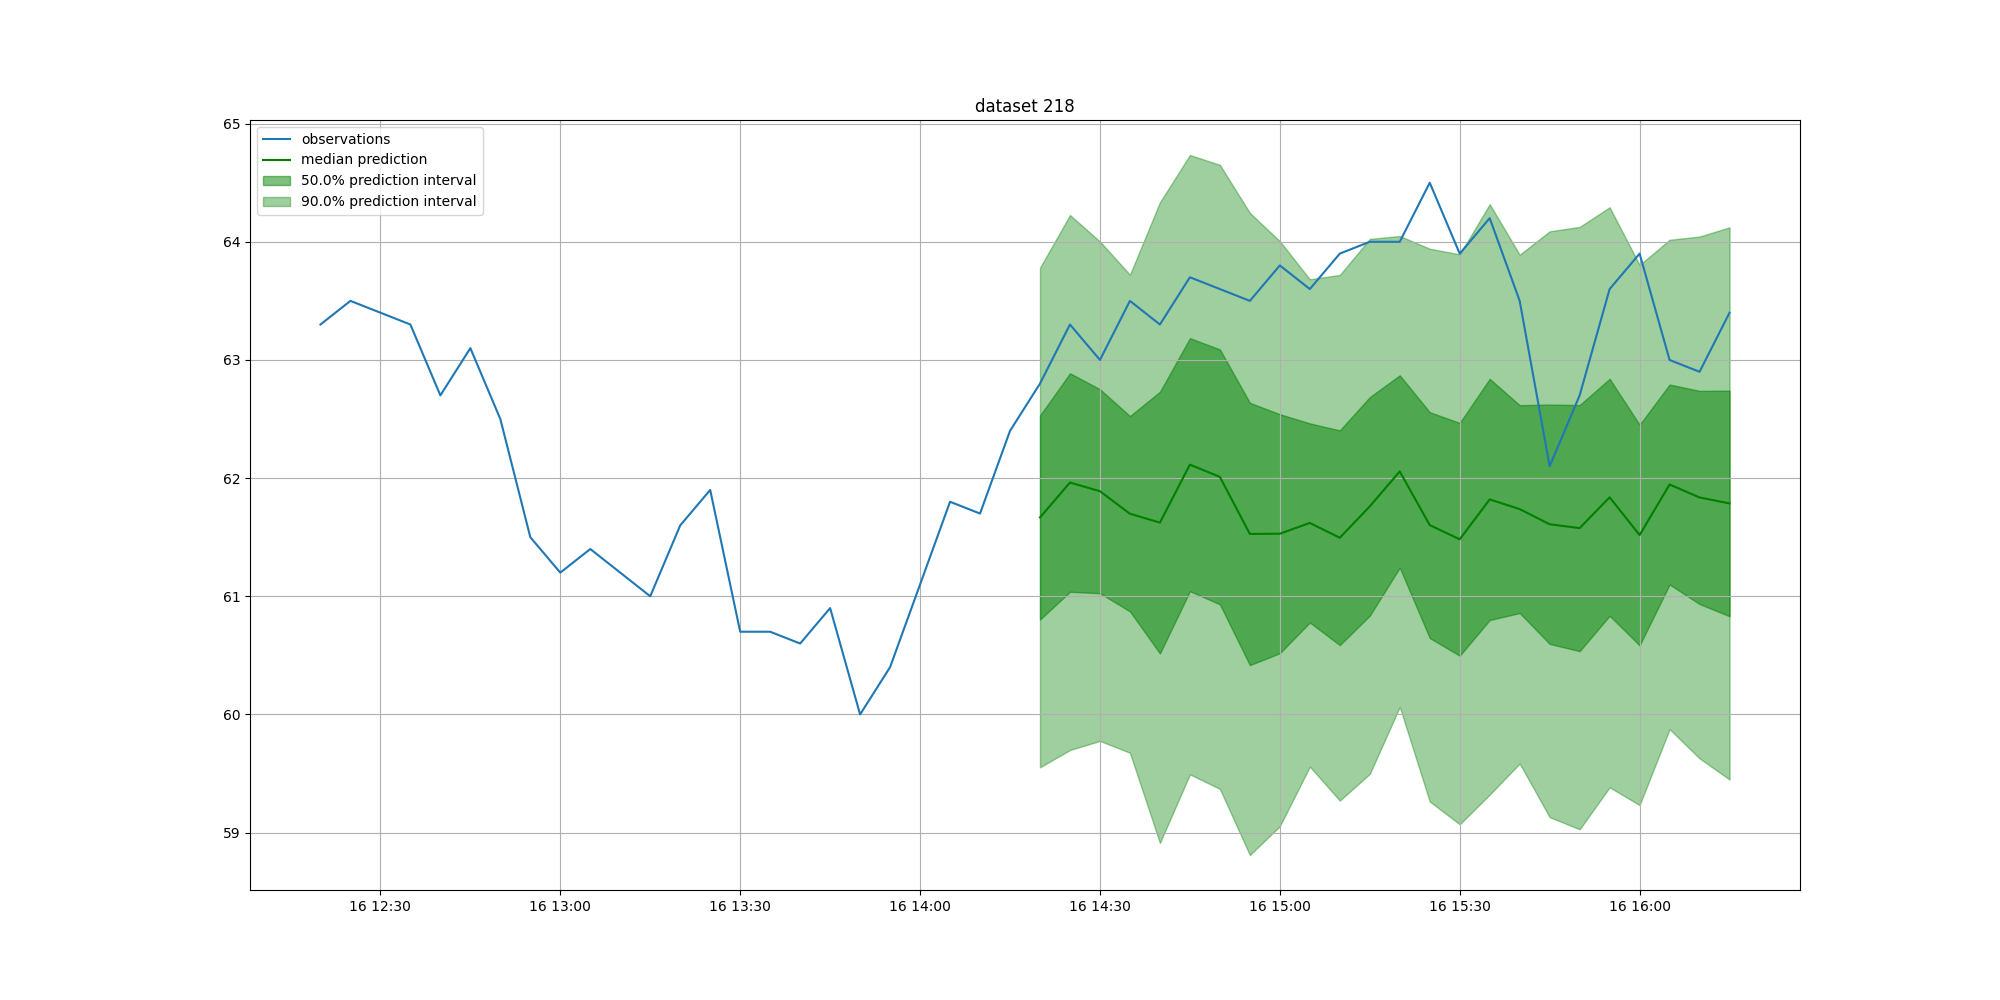 dataset 218
observations
median prediction
50.0% prediction interval
90.0% prediction interval
65
64
63
62
61
60
59
16 12:30 16 13:00 16 13:30 16 14:00 16 14:30 16 15:00 16 15:30 16 16:00